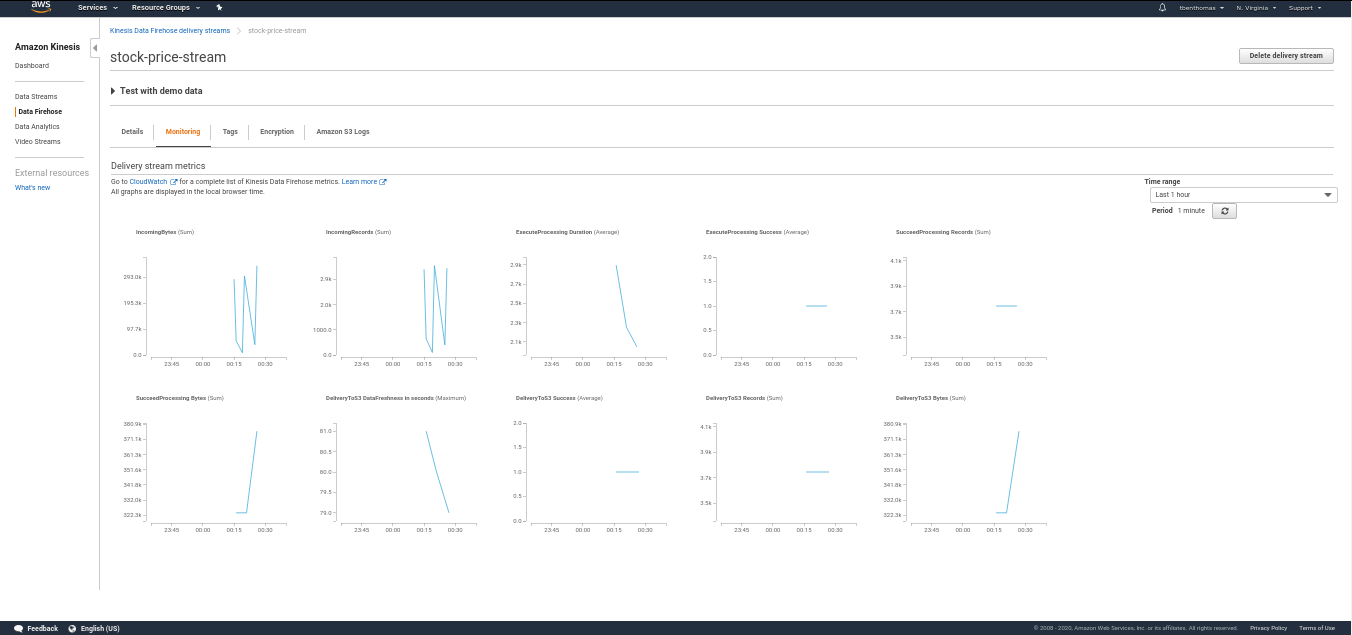 aws Services Resource Groups tbenthomas N. Virginia Support
Amazon Kinesis
Dashboard
Data Streams
Data Firehose
Data Analytics
Video Streams
External resources
What's new
Kinesis Data Firehose delivery streams stock-price-stream
stock-price-stream
Delete delivery stream
Test with demo data
Details Monitoring Tags Encryption Amazon S3 Logs
Delivery stream metrics
Go to CloudWatch for a complete list of Kinesis Data Firehose metrics. Learn more
All graphs are displayed in the local browser time.
Time range
Last 1 hour
Period 1 minute
IncomingBytes (Sum)
293.0k
195.3k
97.7k
0.0
23:45 00:00 00:15 00:30
IncomingRecords (Sum)
2.9k
2.0k
1000.0
0.0
23:45 00:00 00:15 00:30
ExecuteProcessing Duration (Average)
2.9k
2.7k
2.5k
2.3k
2.1k
23:45 00:00 00:15 00:30
ExecuteProcessing Success (Average)
2.0
1.5
1.0
0.5
0.0
23:45 00:00 00:15 00:30
SucceedProcessing Records (Sum)
4.1k
3.9k
3.7k
3.5k
23:45 00:00 00:15 00:30
SucceedProcessing Bytes (Sum)
380.9k
371.1k
361.3k
351.6k
341.8k
332.0k
322.3k
23:45 00:00 00:15 00:30
DeliveryToS3 DataFreshness in seconds (Maximum)
81.0
80.5
80.0
79.5
79.0
23:45 00:00 00:15 00:30
DeliveryToS3 Success (Average)
2.0
1.5
1.0
0.5
0.0
23:45 00:00 00:15 00:30
DeliveryToS3 Records (Sum)
4.1k
3.9k
3.7k
3.5k
23:45 00:00 00:15 00:30
DeliveryToS3 Bytes (Sum)
380.9k
371.1k
361.3k
351.6k
341.8k
332.0k
322.3k
23:45 00:00 00:15 00:30
Feedback English (US) © 2008 - 2020, Amazon Web Services, Inc. or its affiliates. All rights reserved. Privacy Policy Terms of Use